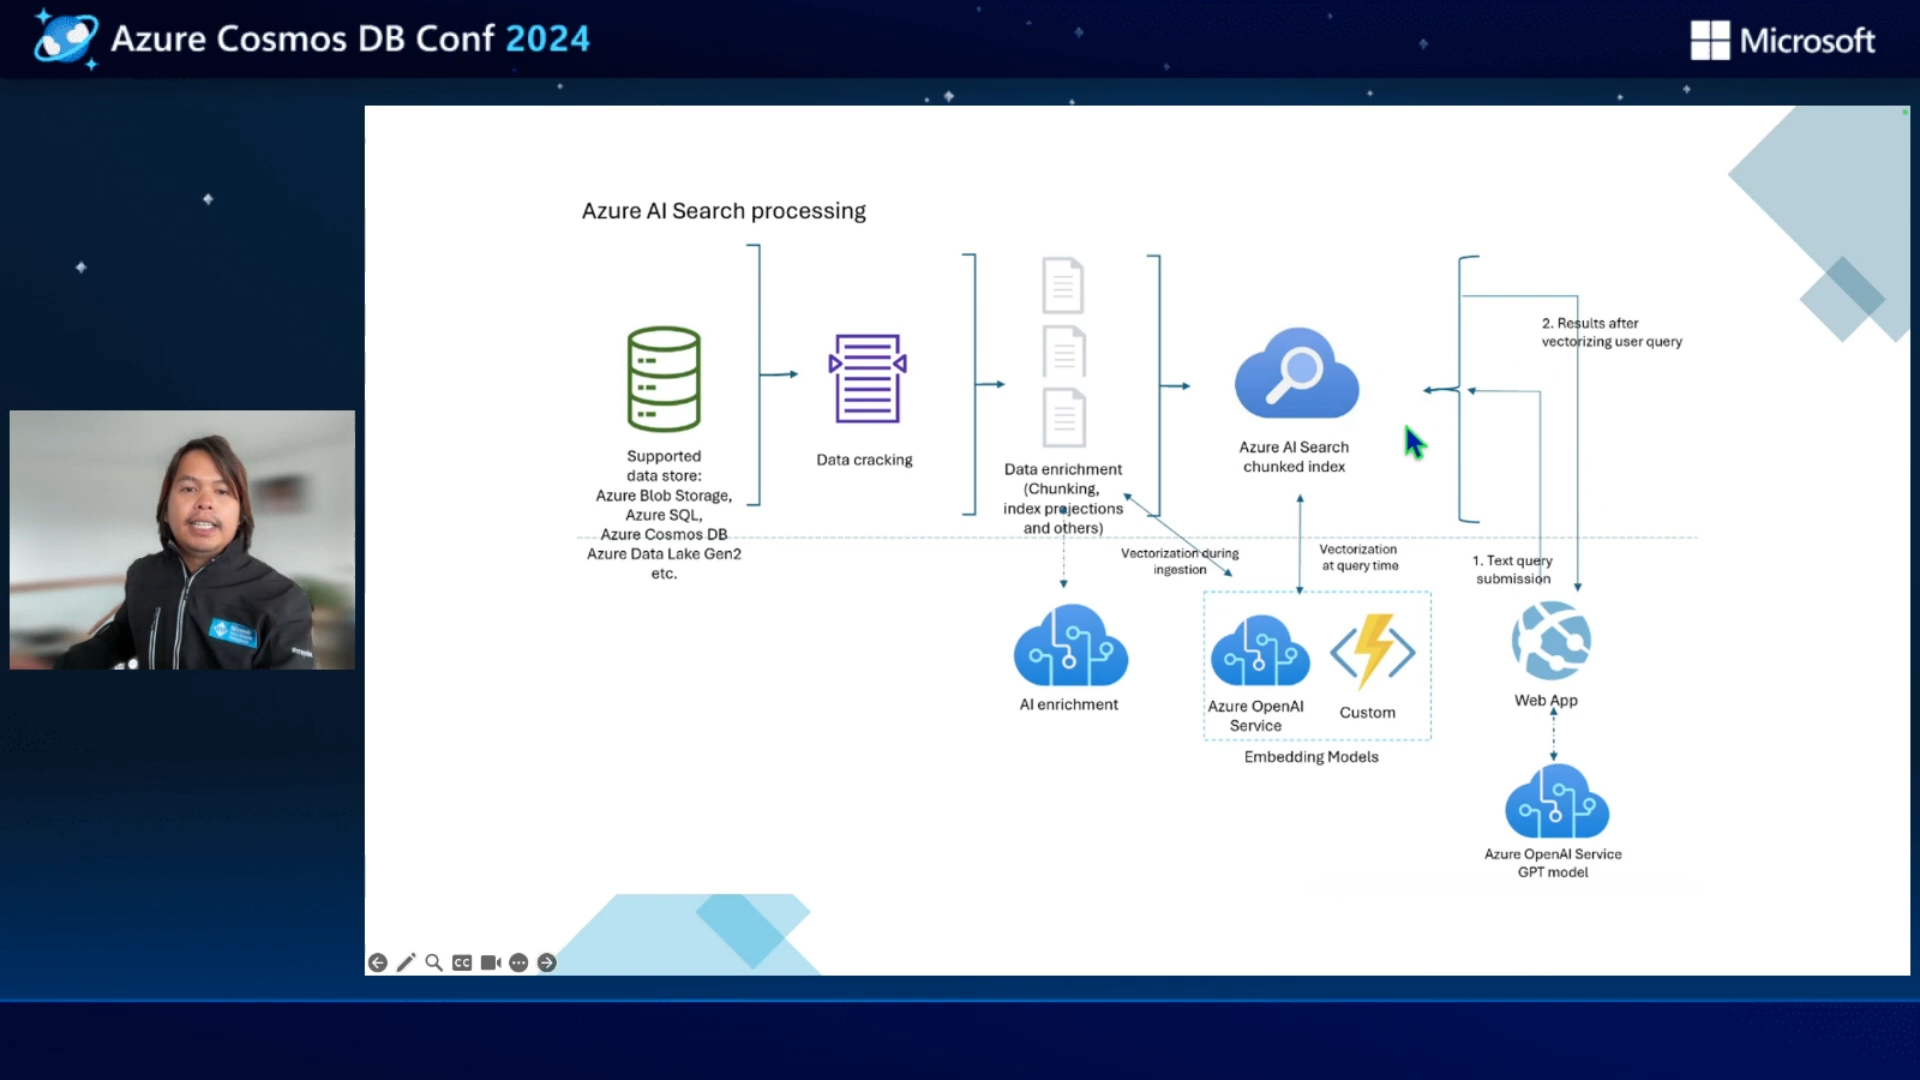 Azure Cosmos DB Conf 2024
Microsoft
Azure AI Search processing
Supported
data store:
Azure Blob Storage,
Azure SQL,
Azure Cosmos DB
Azure Data Lake Gen2
etc.
Data cracking
Data enrichment
(Chunking,
index projections
and others)
Azure AI Search
chunked index
2. Results after
vectorizing user query
Vectorization during
ingestion
Vectorization
at query time
1. Text query
submission
AI enrichment
Azure OpenAI
Service
Custom
Embedding Models
Web App
Azure OpenAI Service
GPT model
CC